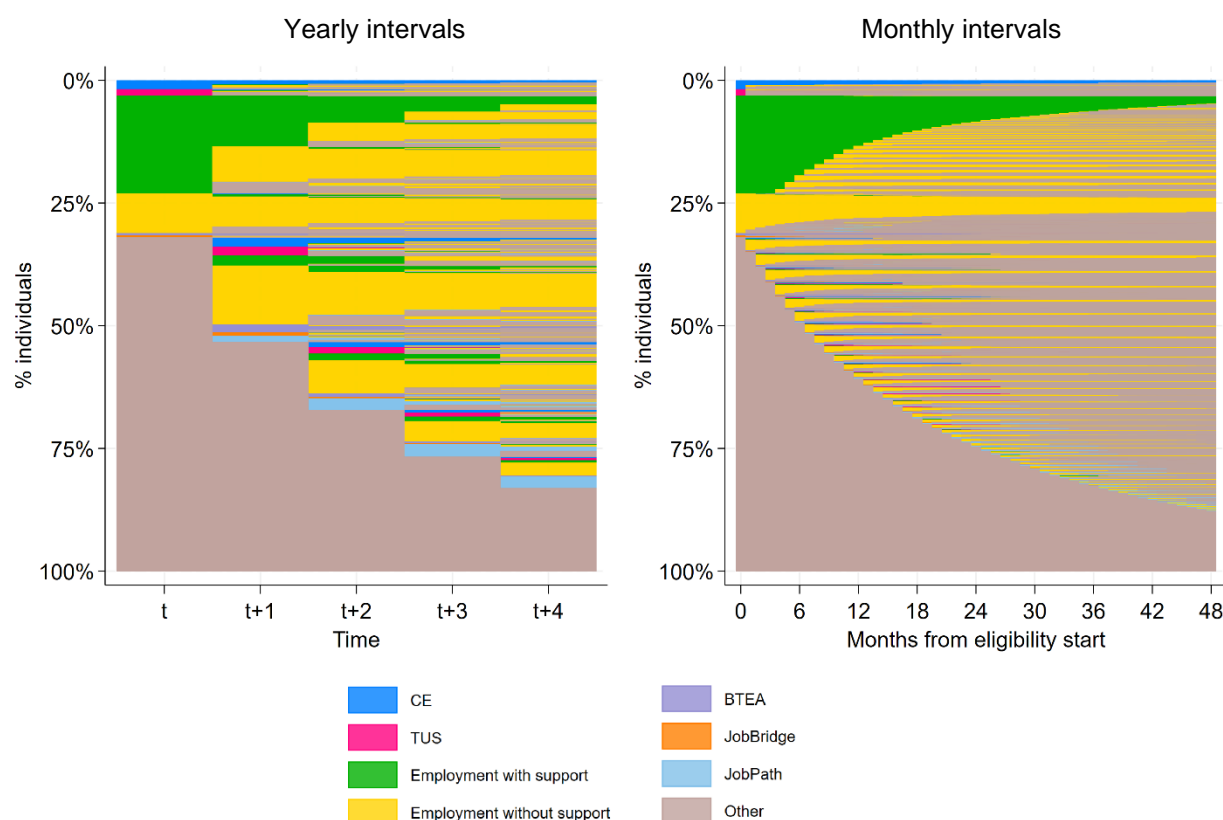 Yearly intervals
Monthly intervals
0%
25%
50%
75%
100%
% individuals
t
t+1
t+2
t+3
t+4
Time
0%
25%
50%
75%
100%
% individuals
0
6
12
18
24
30
36
42
48
Months from eligibility start
CE
TUS
Employment with support
Employment without support
BTEA
JobBridge
JobPath
Other